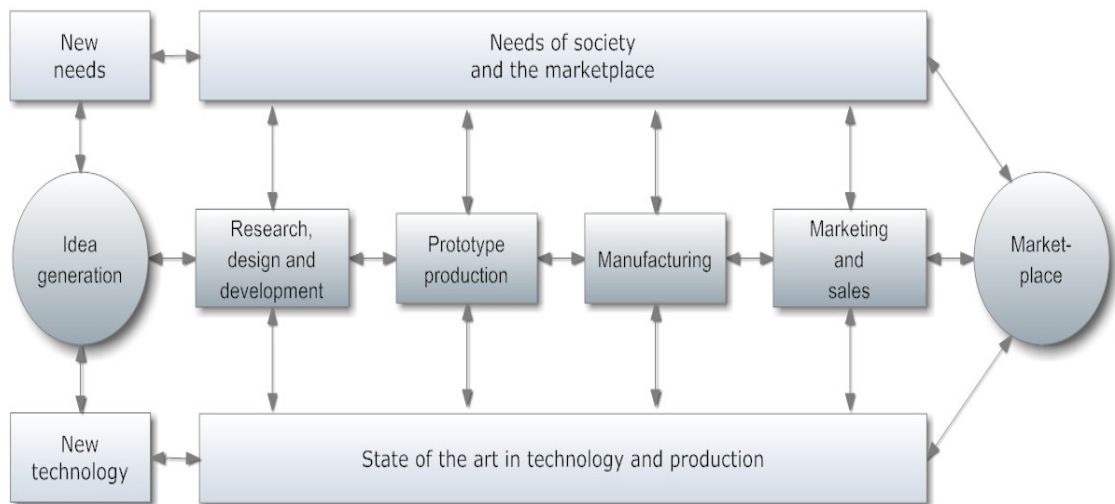 New
needs
Needs of society
and the marketplace
Idea
generation
Research,
design and
development
Prototype
production
Manufacturing
Marketing
and
sales
Market-
place
New
technology
State of the art in technology and production